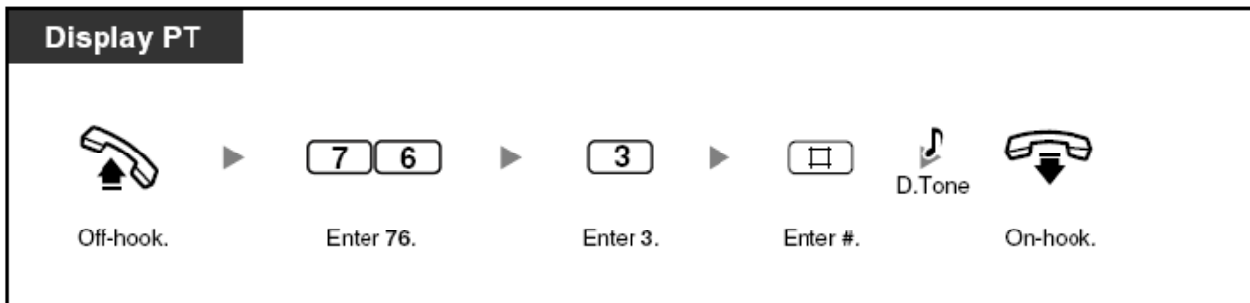 Display PT
7 6 3 #
D.Tone
Off-hook. Enter 76. Enter 3. Enter #. On-hook.